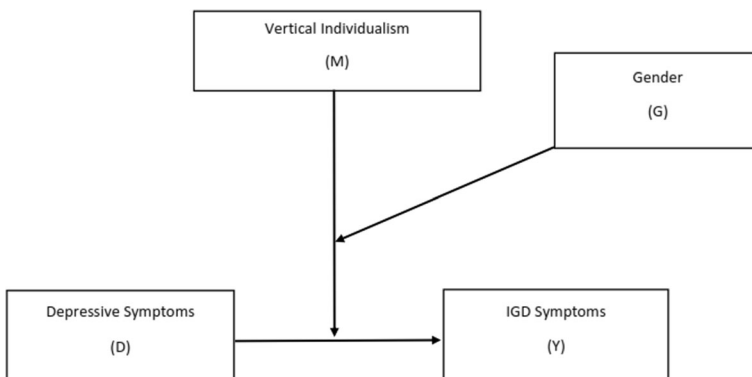 Vertical Individualism
(M)
Gender
(G)
Depressive Symptoms
(D)
IGD Symptoms
(Y)